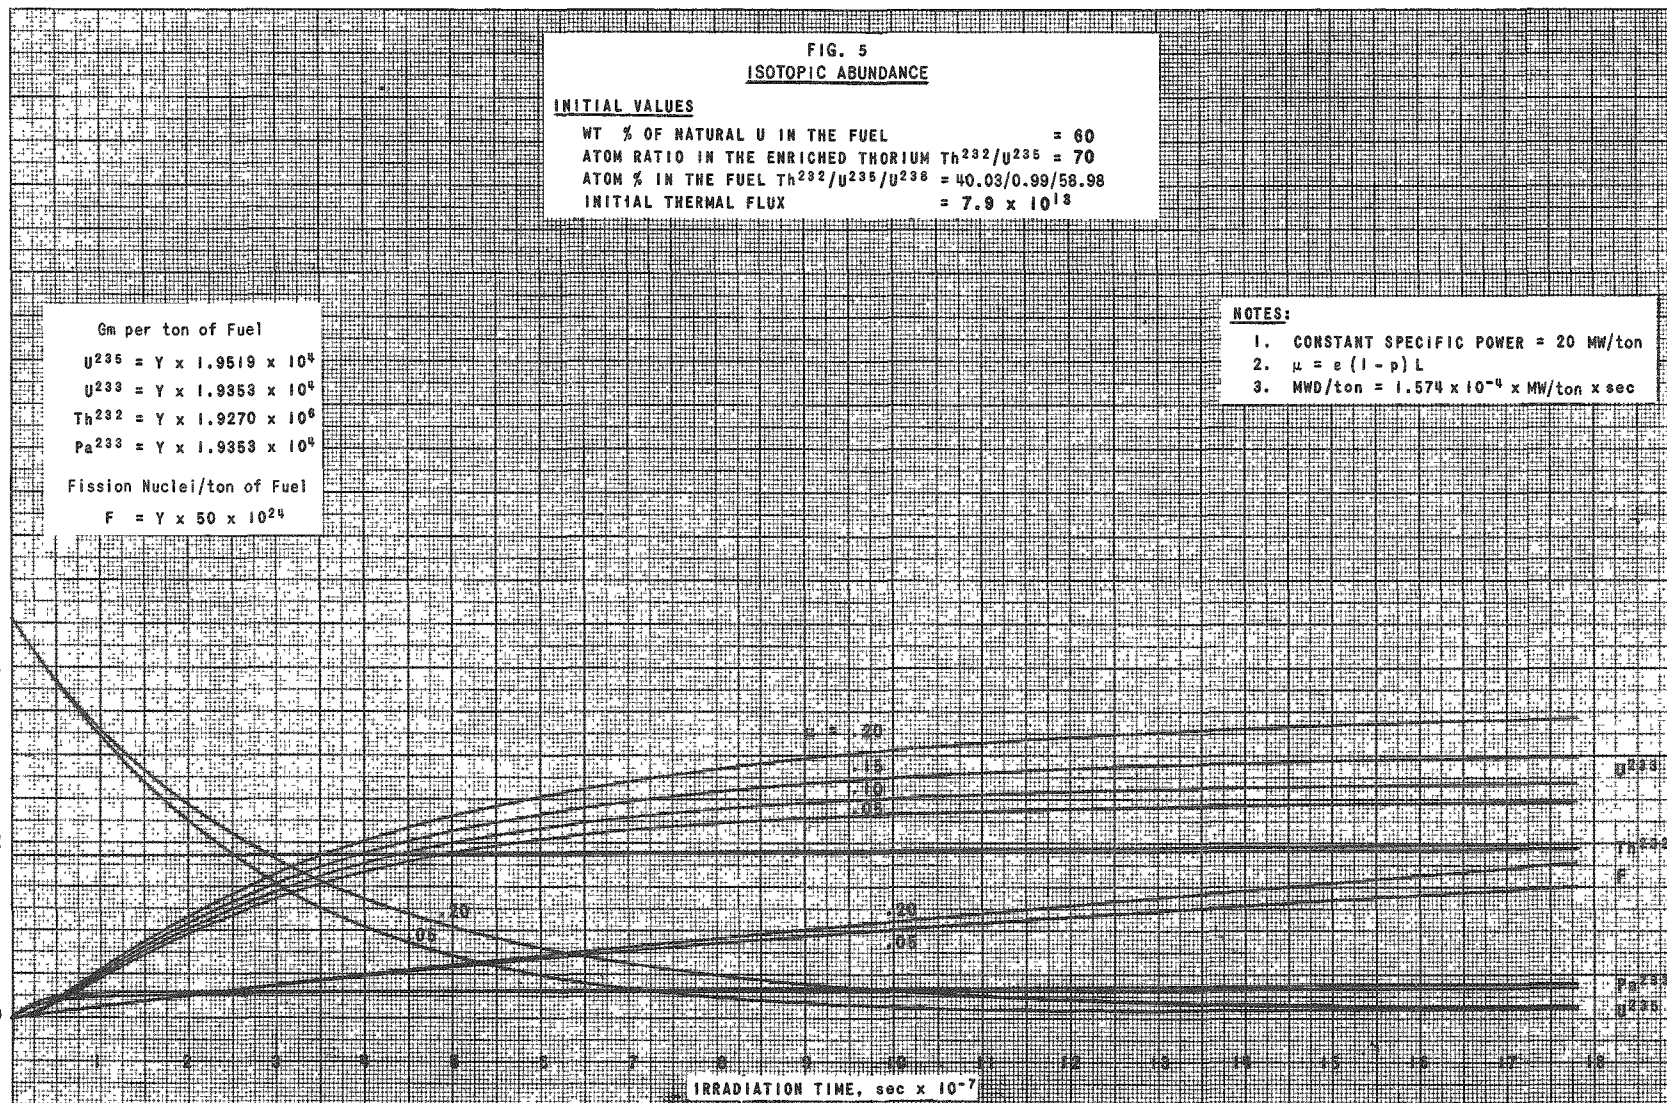 FIG. 5
ISOTOPIC ABUNDANCE
INITIAL VALUES
WT % OF NATURAL U IN THE FUEL = 60
ATOM RATIO IN THE ENRICHED THORIUM Th²³²/U²³⁵ = 70
ATOM % IN THE FUEL Th²³²/U²³⁵/U²³⁸ = 40.03/0.99/58.98
INITIAL THERMAL FLUX = 7.9 x 10¹³
Gm per ton of Fuel
U²³⁵ = Y x 1.9519 x 10⁴
U²³³ = Y x 1.9353 x 10⁴
Th²³² = Y x 1.9270 x 10⁶
Pa²³³ = Y x 1.9353 x 10⁴
Fission Nuclei/ton of Fuel
F = Y x 50 x 10²⁴
NOTES:
1. CONSTANT SPECIFIC POWER = 20 MW/ton
2. μ = ε (1 - p) L
3. MWD/ton = 1.574 x 10⁻⁴ x MW/ton x sec
= .20
.15
.10
.05
U²³³
Th²³²
F
.20
.05
.20
.05
Pa²³³
U²³⁵
1 2 3 4 5 6 7 8 9 10 11 12 13 14 15 16 17 18
IRRADIATION TIME, sec x 10⁻⁷